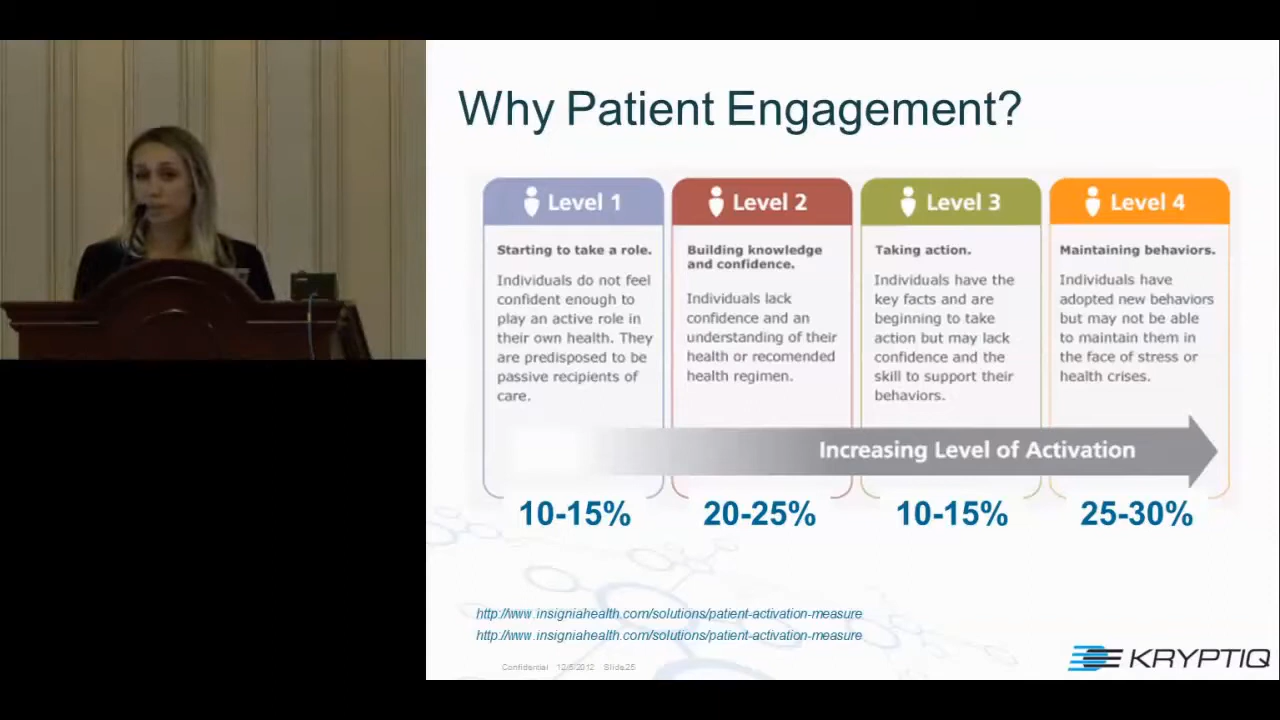 Why Patient Engagement?
Level 1
Starting to take a role.
Individuals do not feel
confident enough to
play an active role in
their own health. They
are predisposed to be
passive recipients of
care.
Level 2
Building knowledge
and confidence.
Individuals lack
confidence and an
understanding of their
health or recomended
health regimen.
Level 3
Taking action.
Individuals have the
key facts and are
beginning to take
action but may lack
confidence and the
skill to support their
behaviors.
Level 4
Maintaining behaviors.
Individuals have
adopted new behaviors
but may not be able
to maintain them in
the face of stress or
health crises.
Increasing Level of Activation
10-15%
20-25%
10-15%
25-30%
http://www.insigniahealth.com/solutions/patient-activation-measure
http://www.insigniahealth.com/solutions/patient-activation-measure
Confidential 12/5/2012 Slide25
KRYPTIQ